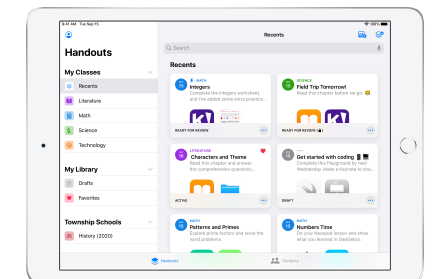 9:41 AM Tue Sep 15
100%
Handouts
My Classes
Recents
Literature
Math
Science
Technology
My Library
Drafts
Favorites
Township Schools
History (2020)
Recents
Search
Recents
MATH
Integers
Complete the integers worksheet,
and I've added some extra practice...
READY FOR REVIEW
SCIENCE
Field Trip Tomorrow!
Read this chapter before we go
READY FOR REVIEW
LITERATURE
Characters and Theme
Read this chapter and answer
the comprehension questions.
ACTIVE
Get started with coding
Complete this Playground by next
Wednesday. Make a keynote to sha...
DRAFT
MATH
Patterns and Primes
Explore prime factors and solve the
word problems.
MATH
Numbers Time
Do your Nearpod lesson and show
what you learned in GeoGebra.
Handouts
Students